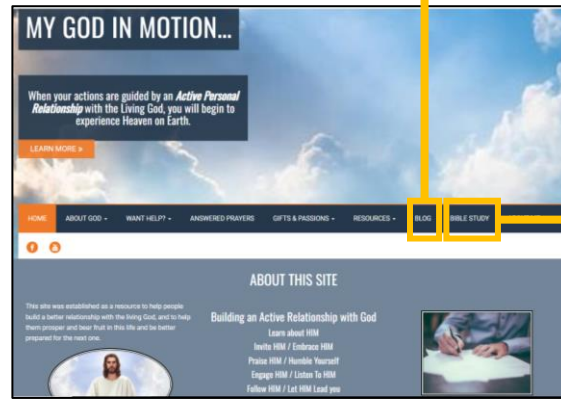 MY GOD IN MOTION...
When your actions are guided by an Active Personal
Relationship with the Living God, you will begin to
experience Heaven on Earth.
LEARN MORE »
HOME ABOUT GOD WANT HELP? ANSWERED PRAYERS GIFTS & PASSIONS RESOURCES BLOG BIBLE STUDY
ABOUT THIS SITE
This site was established as a resource to help people
build a better relationship with the living God, and to help
them prosper and bear fruit in this life and be better
prepared for the next one.
Building an Active Relationship with God
Learn about HIM
Invite HIM / Embrace HIM
Praise HIM / Humble Yourself
Engage HIM / Listen To HIM
Follow HIM / Let HIM Lead you